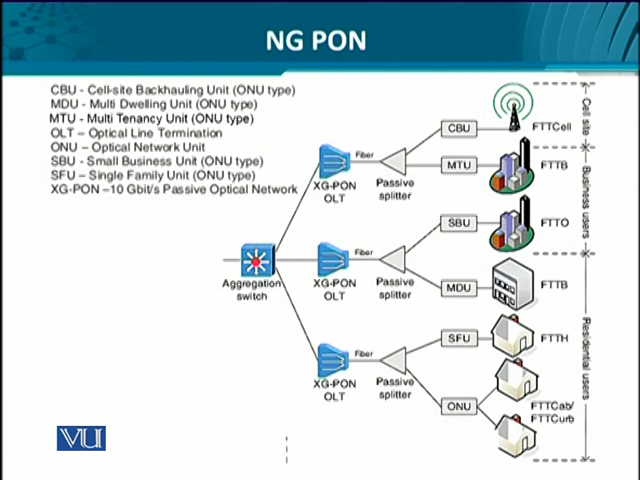 NG PON
CBU - Cell-site Backhauling Unit (ONU type)
MDU - Multi Dwelling Unit (ONU type)
MTU - Multi Tenancy Unit (ONU type)
OLT – Optical Line Termination
ONU – Optical Network Unit
SBU - Small Business Unit (ONU type)
SFU – Single Family Unit (ONU type)
XG-PON –10 Gbit/s Passive Optical Network
Aggregation
switch
XG-PON
OLT
Fiber
Passive
splitter
CBU
FTTCell
MTU
FTTB
XG-PON
OLT
Fiber
Passive
splitter
SBU
FTTO
MDU
FTTB
XG-PON
OLT
Fiber
Passive
splitter
SFU
FTTH
ONU
FTTCab/
FTTCurb
Cell site
Business users
Residential users
VU